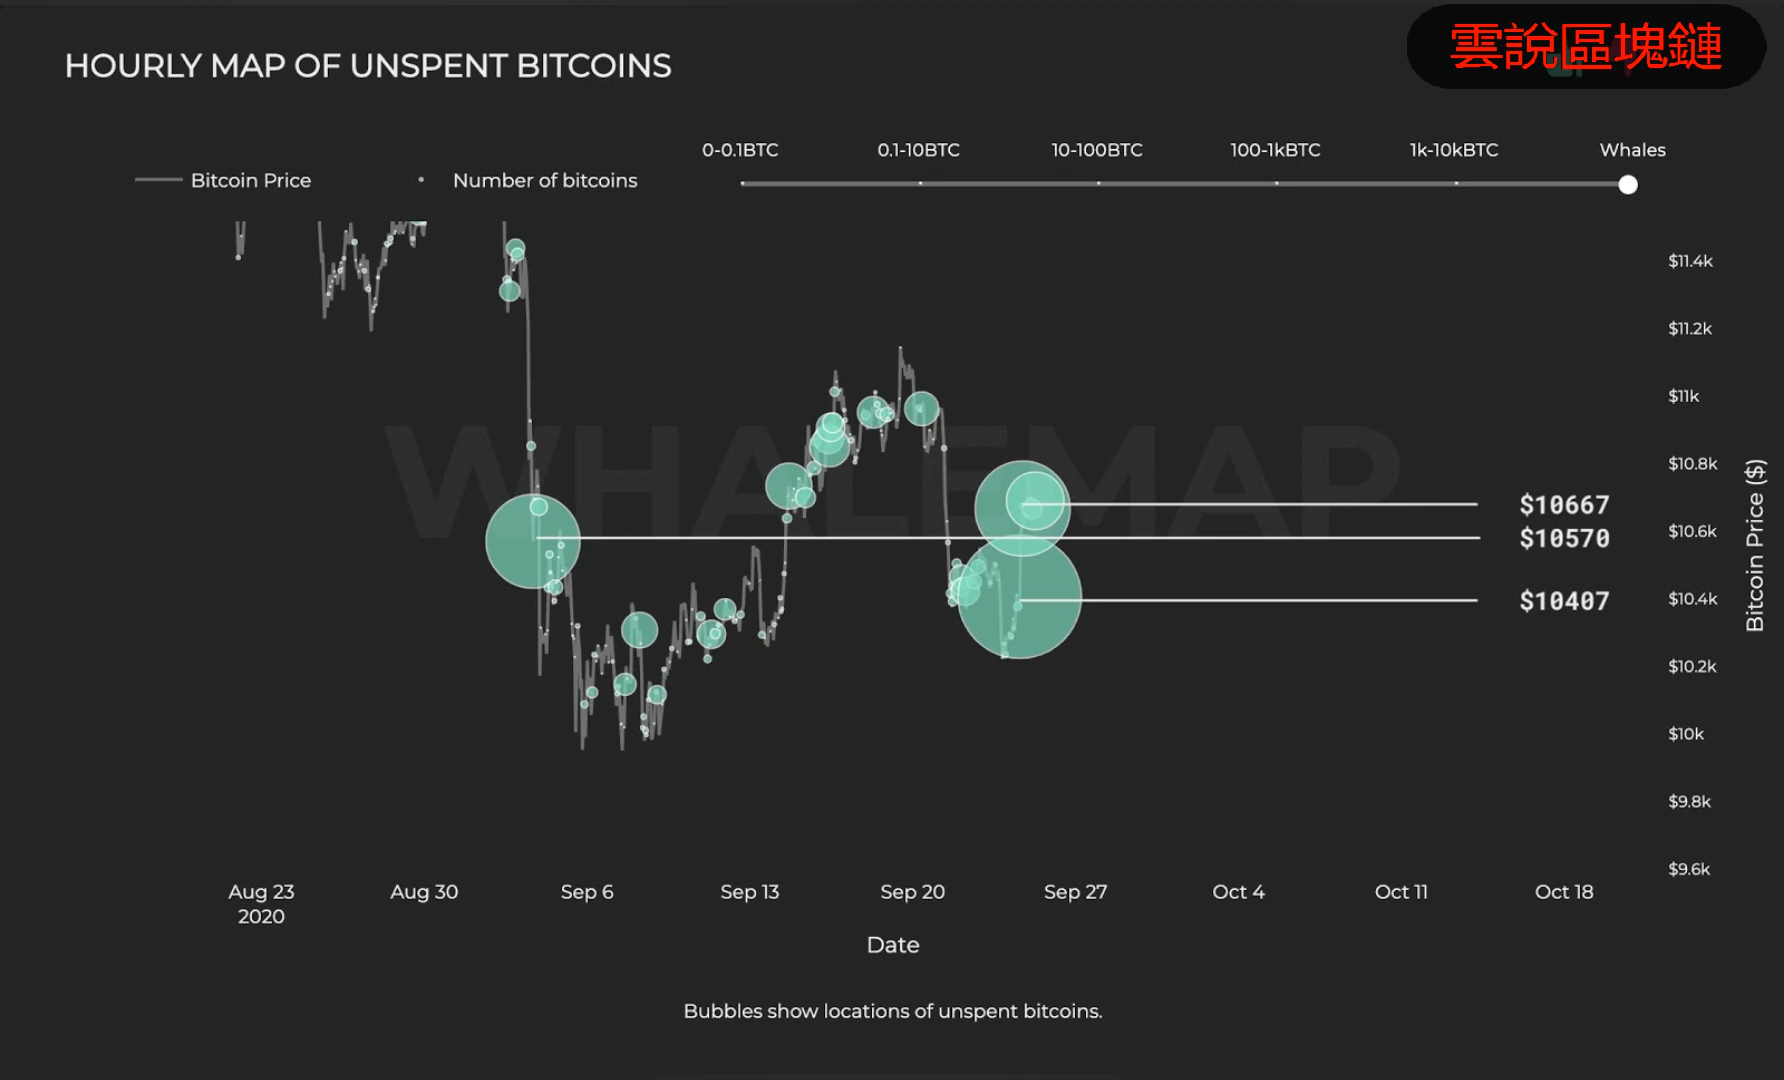 雲說區塊鏈
HOURLY MAP OF UNSPENT BITCOINS
0-0.1BTC 0.1-10BTC 10-100BTC 100-1kBTC 1k-10kBTC Whales
Bitcoin Price Number of bitcoins
WHALEMAP
$11.4k
$11.2k
$11k
$10.8k
$10.6k
$10.4k
$10.2k
$10k
$9.8k
$9.6k
Bitcoin Price ($)
$10667
$10570
$10407
Aug 23 Aug 30 Sep 6 Sep 13 Sep 20 Sep 27 Oct 4 Oct 11 Oct 18
2020
Date
Bubbles show locations of unspent bitcoins.